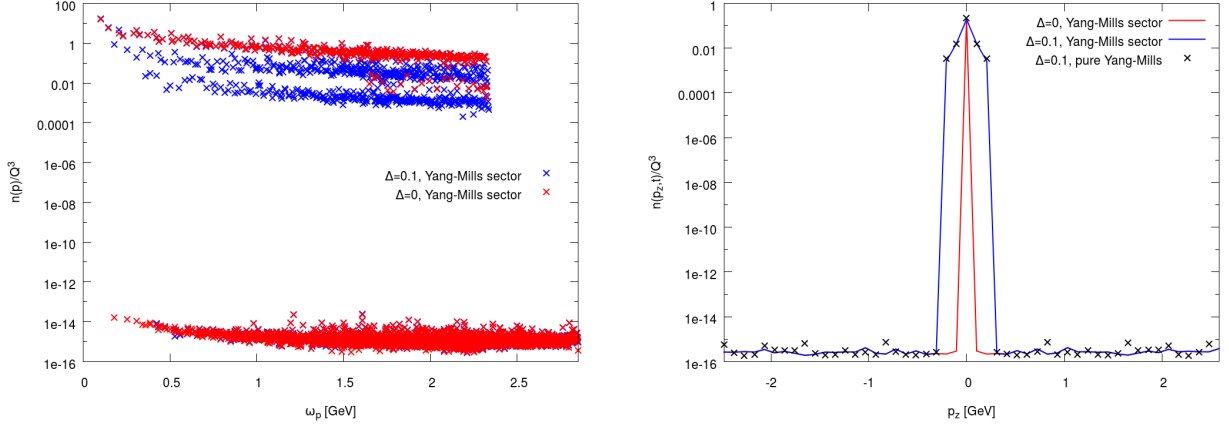 100
1
0.01
0.0001
1e-06
1e-08
1e-10
1e-12
1e-14
1e-16
0
0.5
1
1.5
2
2.5
n(p)/Q³
ω_p [GeV]
Δ=0.1, Yang-Mills sector
Δ=0, Yang-Mills sector
1
0.01
0.0001
1e-06
1e-08
1e-10
1e-12
1e-14
1e-16
-2
-1
0
1
2
n(p_z,t)/Q³
p_z [GeV]
Δ=0, Yang-Mills sector
Δ=0.1, Yang-Mills sector
Δ=0.1, pure Yang-Mills